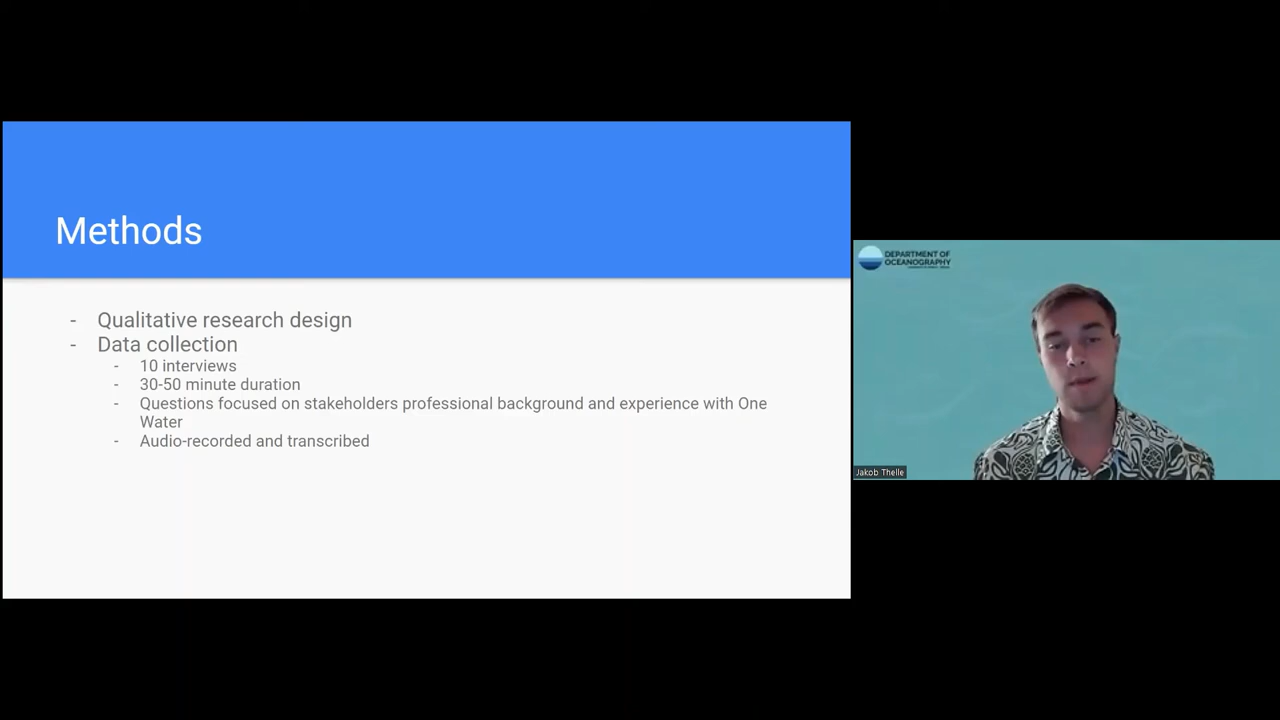 Methods
- Qualitative research design
- Data collection
- 10 interviews
- 30-50 minute duration
- Questions focused on stakeholders professional background and experience with One
Water
- Audio-recorded and transcribed
DEPARTMENT OF
OCEANOGRAPHY
Jakob Thelle